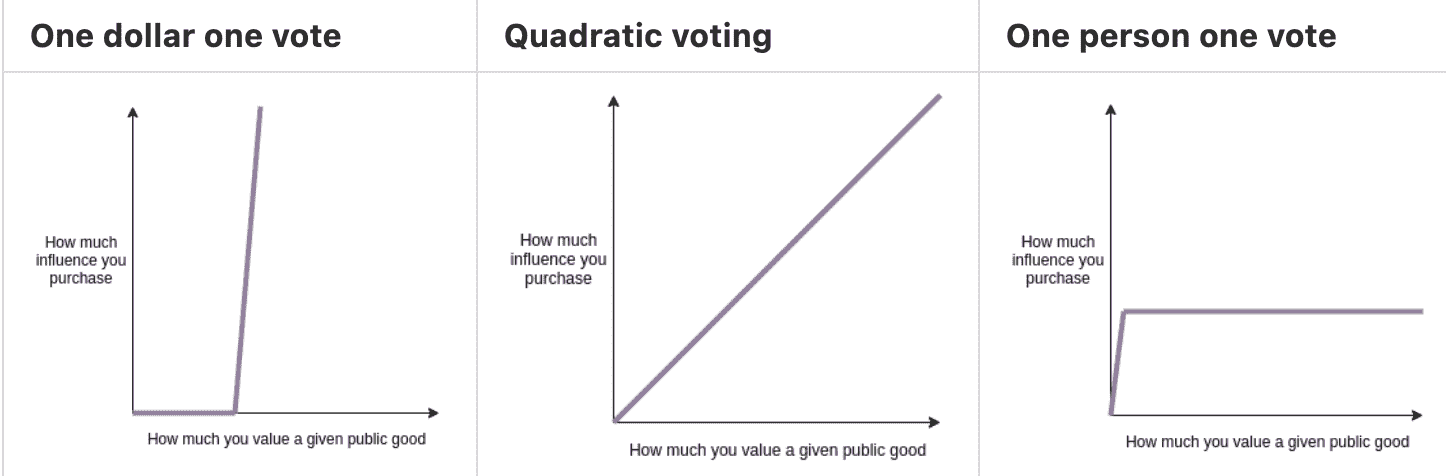 One dollar one vote
Quadratic voting
One person one vote
How much
influence you
purchase
How much you value a given public good
How much
influence you
purchase
How much you value a given public good
How much
influence you
purchase
How much you value a given public good